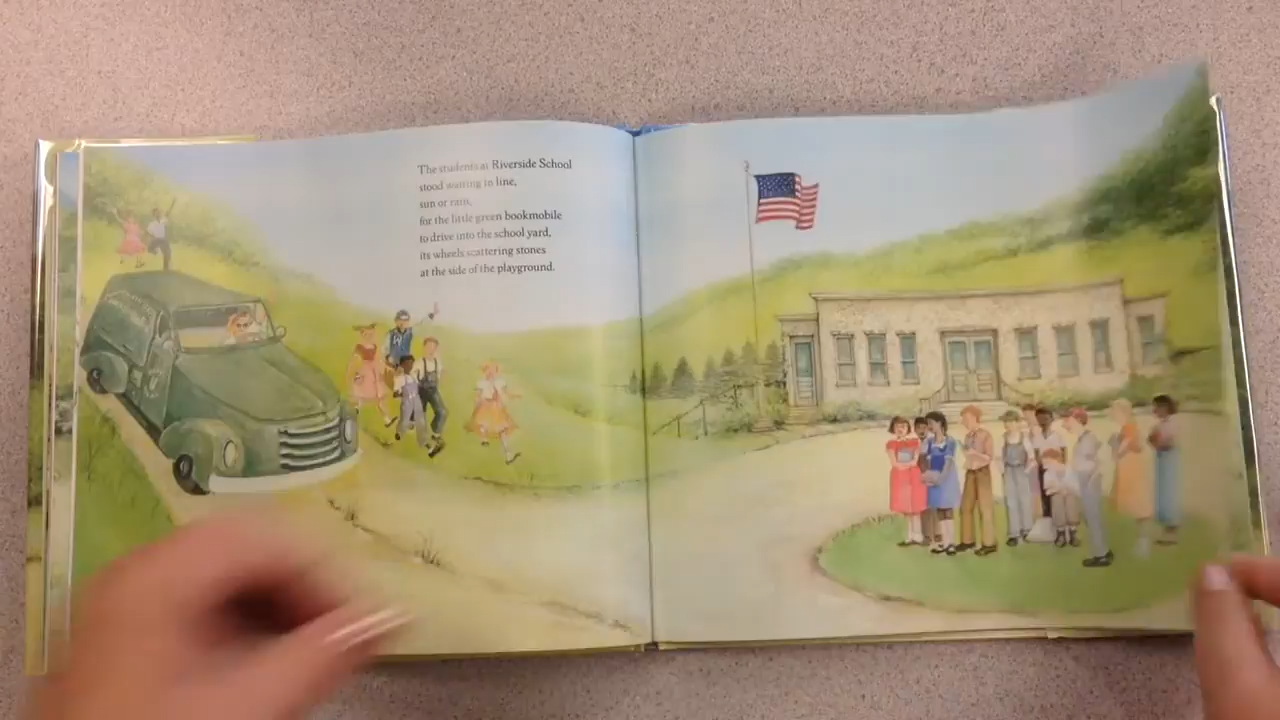 The students at Riverside School
stood waiting in line,
sun or rain,
for the little green bookmobile
to drive into the school yard,
its wheels scattering stones
at the side of the playground.